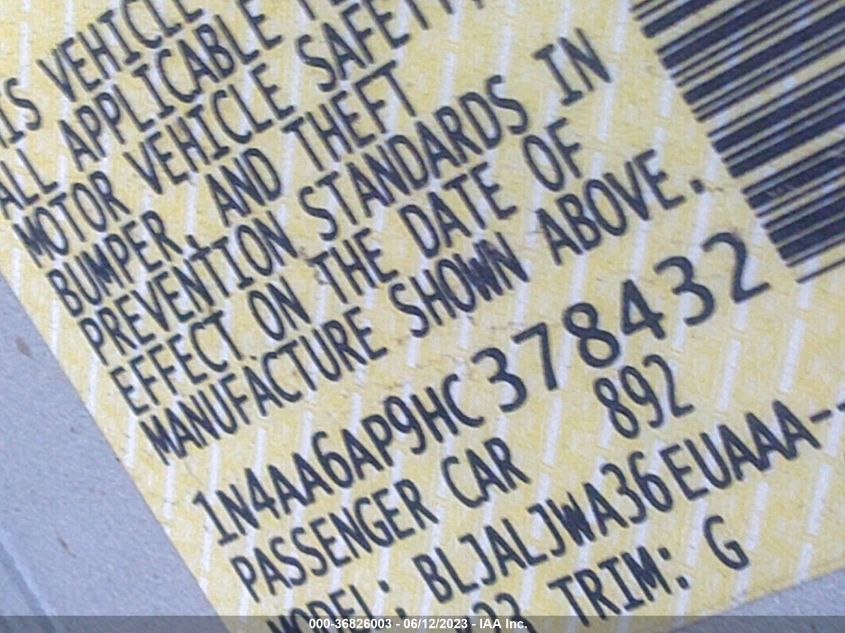 VEHICLE
ALL APPLICABLE
MOTOR VEHICLE SAFETY,
BUMPER, AND THEFT
PREVENTION STANDARDS IN
EFFECT ON THE DATE OF
MANUFACTURE SHOWN ABOVE.
1N4AA6AP9HC378432
PASSENGER CAR 892
MODEL: BLJALJWA36EUAAA--
TRIM: G
000-36826003 - 06/12/2023 - IAA Inc.